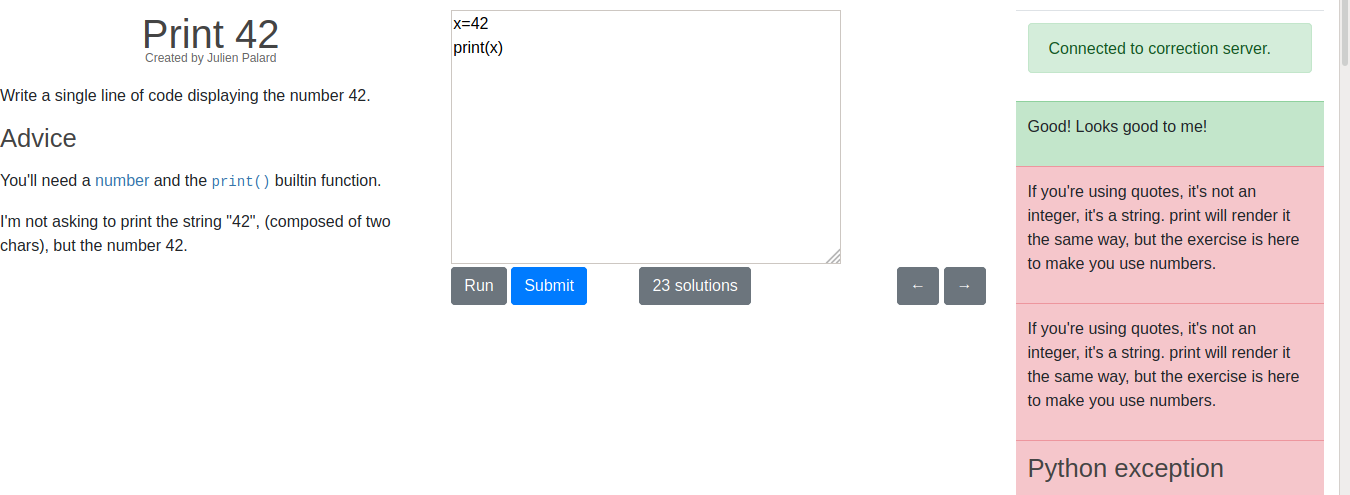 Print 42
Created by Julien Palard
Write a single line of code displaying the number 42.
Advice
You'll need a number and the print() builtin function.
I'm not asking to print the string "42", (composed of two
chars), but the number 42.
x=42
print(x)
Run
Submit
23 solutions
←
→
Connected to correction server.
Good! Looks good to me!
If you're using quotes, it's not an
integer, it's a string. print will render it
the same way, but the exercise is here
to make you use numbers.
If you're using quotes, it's not an
integer, it's a string. print will render it
the same way, but the exercise is here
to make you use numbers.
Python exception